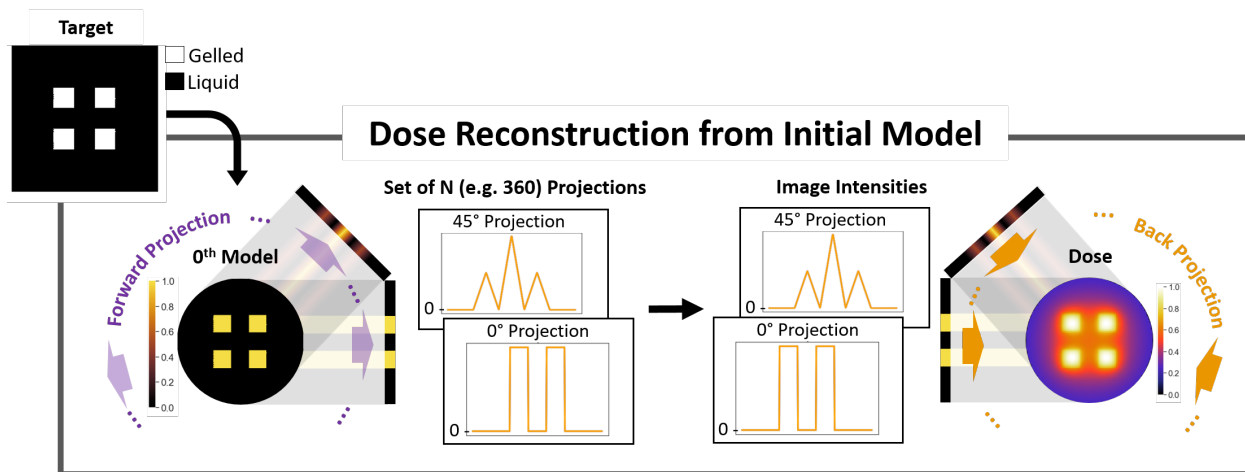 Target
Gelled
Liquid
Dose Reconstruction from Initial Model
Forward Projection
0th Model
1.0
0.8
0.6
0.4
0.2
0.0
Set of N (e.g. 360) Projections
45° Projection
0
0° Projection
0
Image Intensities
45° Projection
0
0° Projection
0
Back Projection
Dose
1.0
0.8
0.6
0.4
0.2
0.0